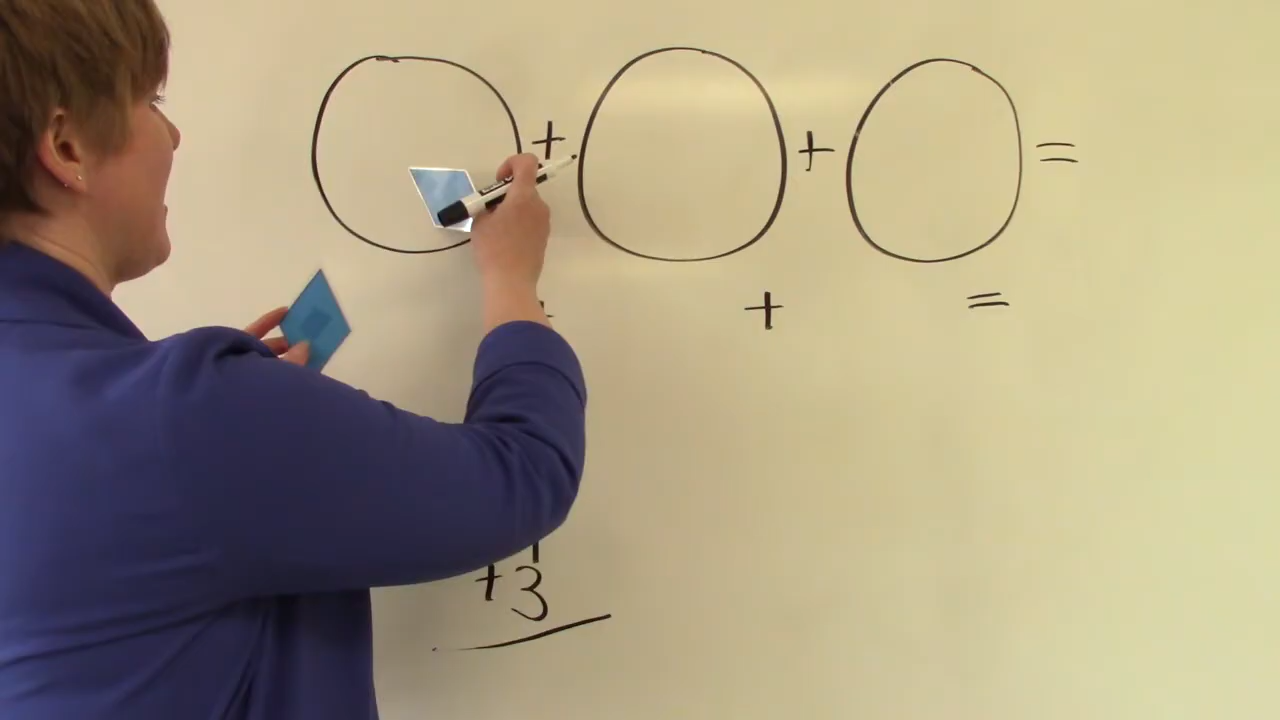 + + =
+ + =
+3